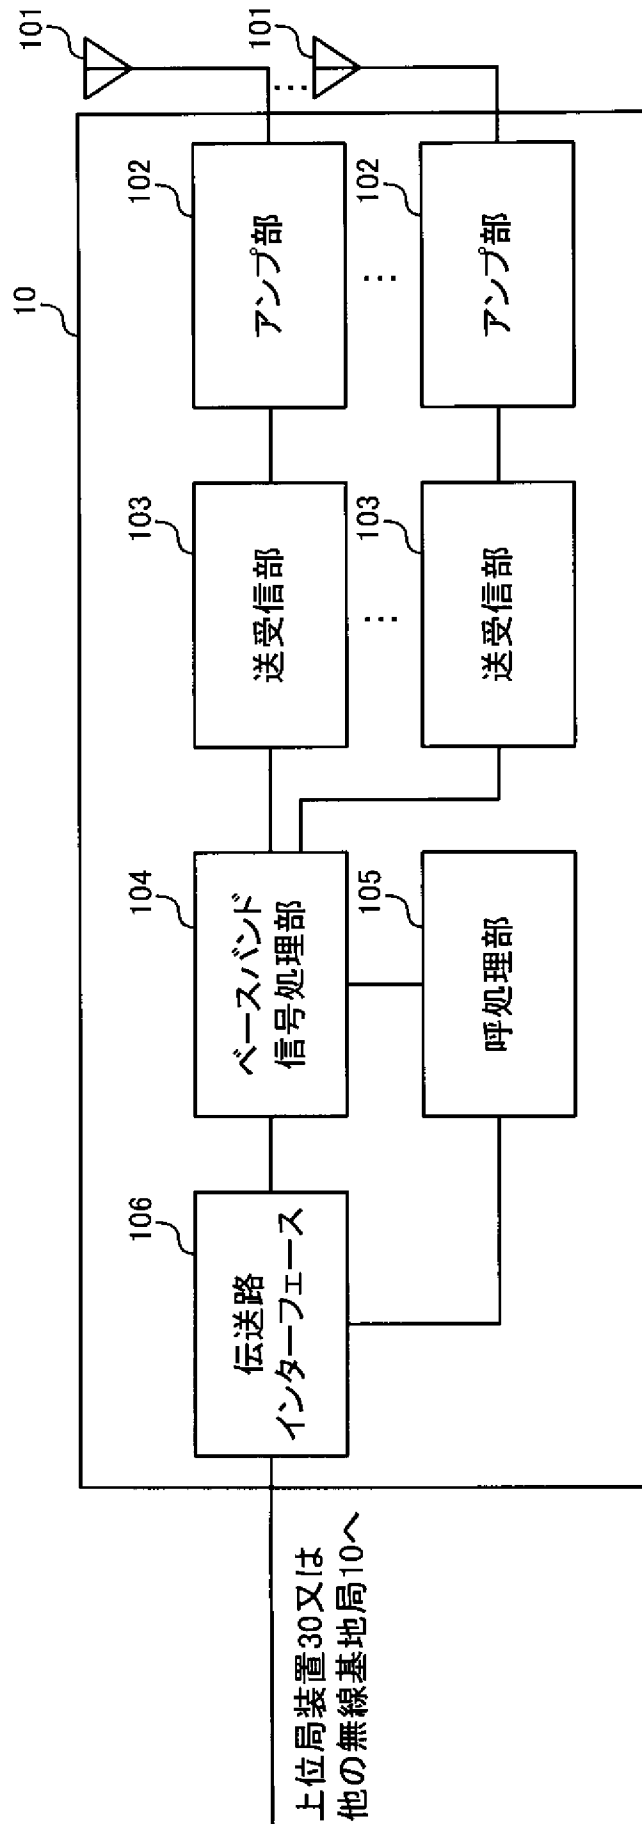 10
101
101
102
アンプ部
102
アンプ部
103
送受信部
103
送受信部
104
ベースバンド
信号処理部
105
呼処理部
106
伝送路
インターフェース
上位局装置30又は
他の無線基地局10へ